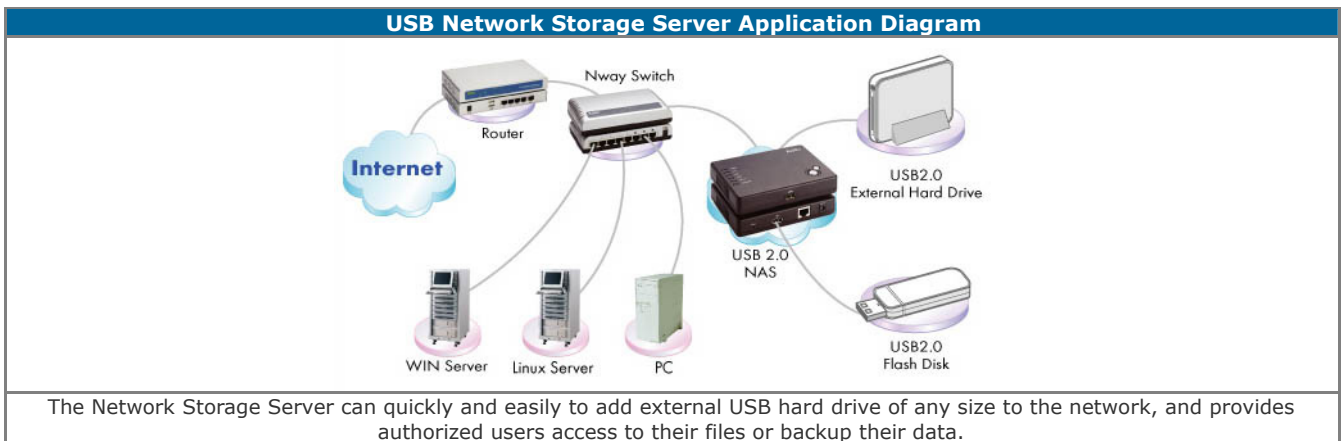 USB Network Storage Server Application Diagram
Nway Switch
Router
Internet
USB2.0
External Hard Drive
USB 2.0
NAS
WIN Server
Linux Server
PC
USB2.0
Flash Disk
The Network Storage Server can quickly and easily to add external USB hard drive of any size to the network, and provides
authorized users access to their files or backup their data.